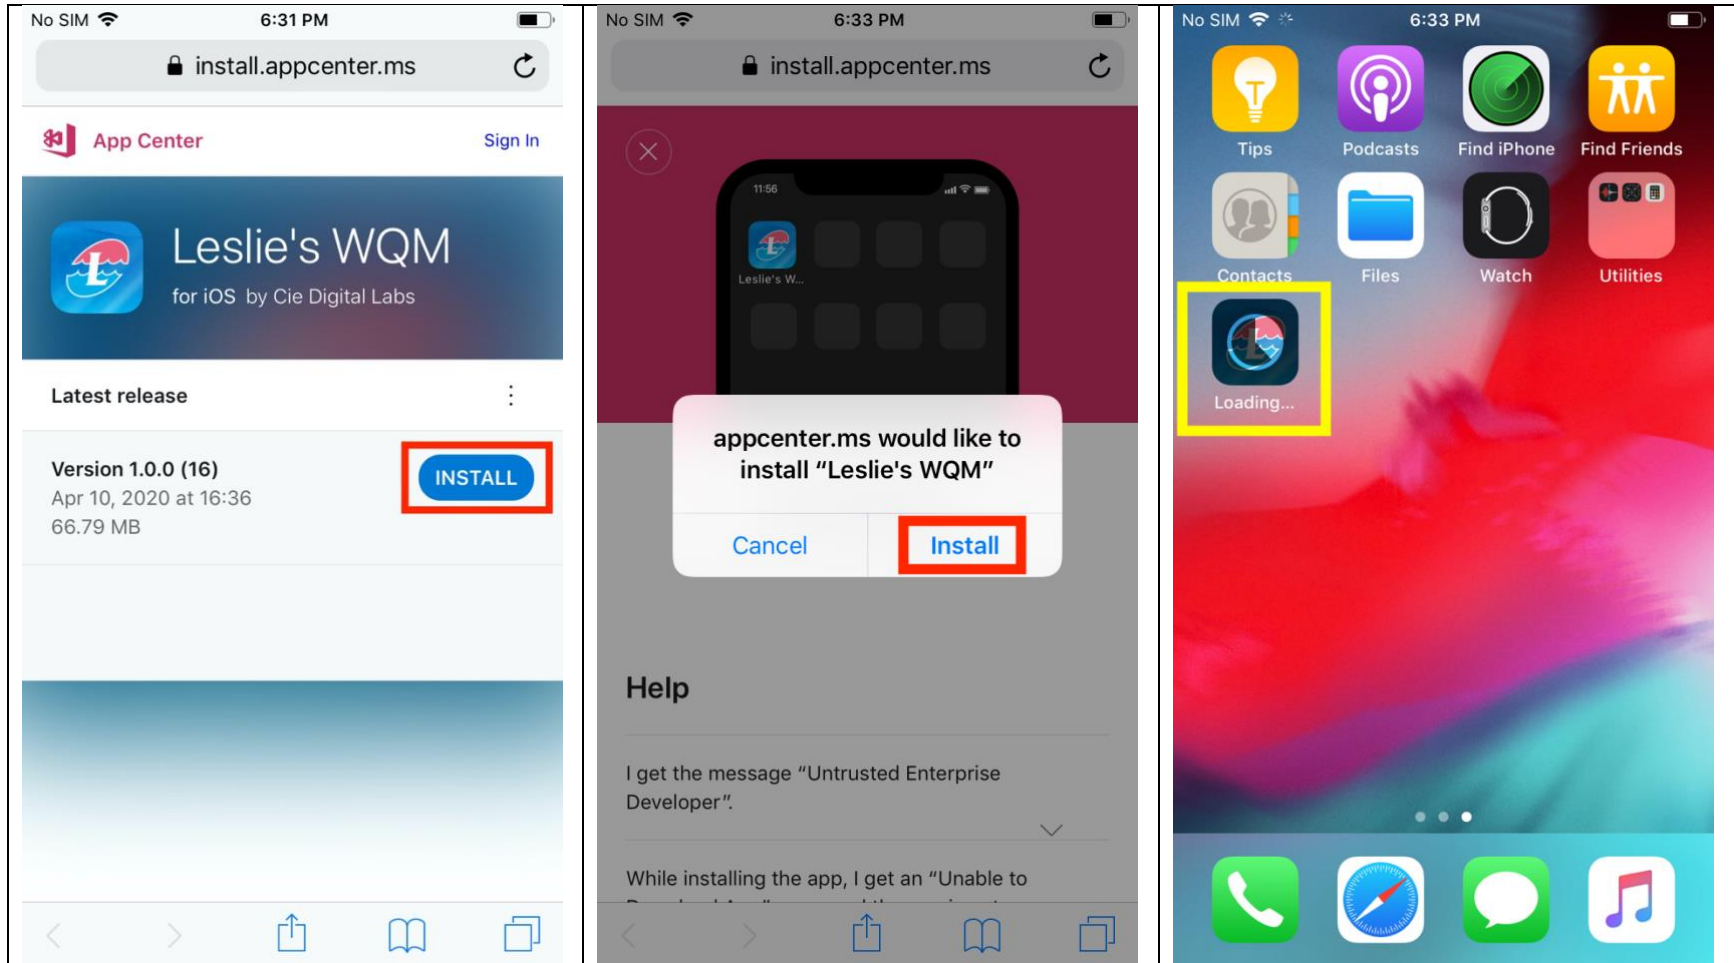 No SIM
6:31 PM
install.appcenter.ms
App Center
Sign In
Leslie's WQM
for iOS by Cie Digital Labs
Latest release
Version 1.0.0 (16)
INSTALL
Apr 10, 2020 at 16:36
66.79 MB
No SIM
6:33 PM
install.appcenter.ms
11:56
Leslie's W...
appcenter.ms would like to
install “Leslie's WQM”
Cancel
Install
Help
I get the message “Untrusted Enterprise
Developer”.
While installing the app, I get an “Unable to
No SIM
6:33 PM
Tips
Podcasts
Find iPhone
Find Friends
Contacts
Files
Watch
Utilities
Loading...